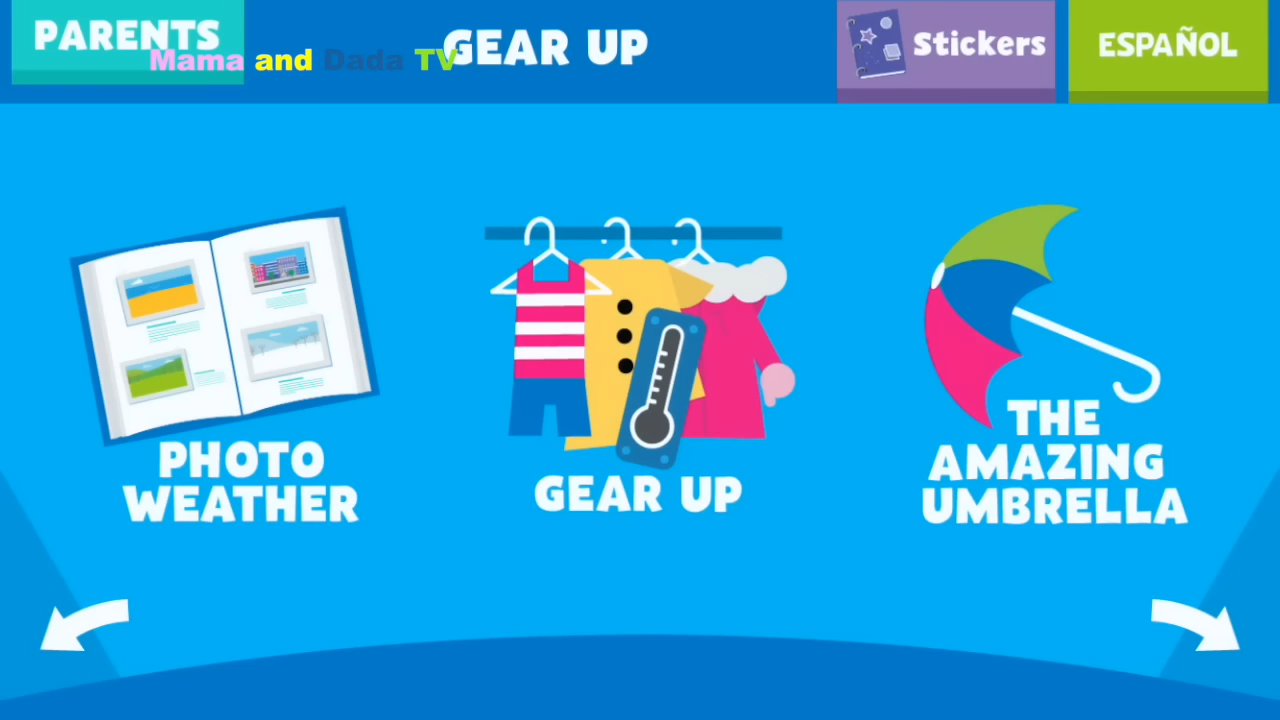 PARENTS
Mama and Dada TV
GEAR UP
Stickers
ESPAÑOL
PHOTO
WEATHER
GEAR UP
THE
AMAZING
UMBRELLA